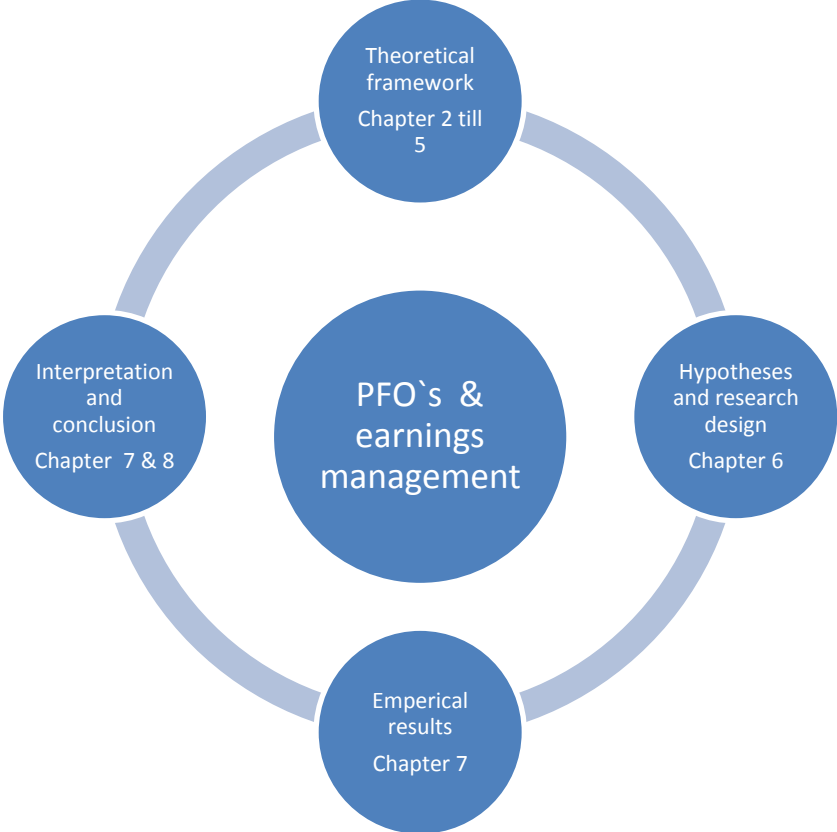 Theoretical
framework
Chapter 2 till
5
Hypotheses
and research
design
Chapter 6
Emperical
results
Chapter 7
Interpretation
and
conclusion
Chapter  7 & 8
PFO`s  &
earnings
management